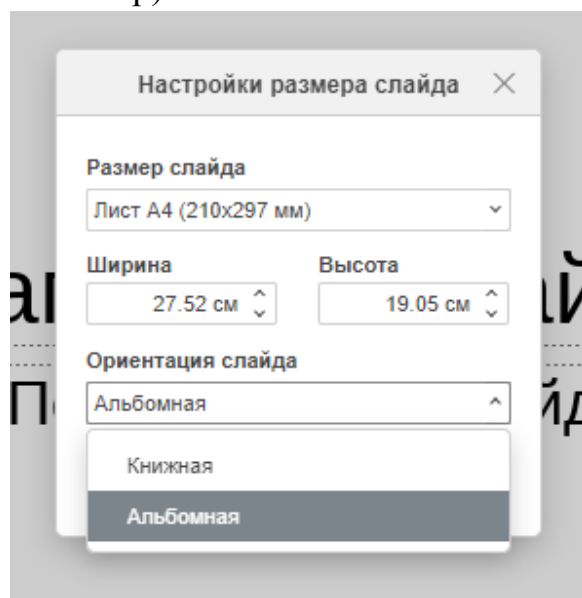 Настройки размера слайда
Размер слайда
Лист А4 (210x297 мм)
Ширина Высота
27.52 см 19.05 см
Ориентация слайда
Альбомная
Книжная
Альбомная